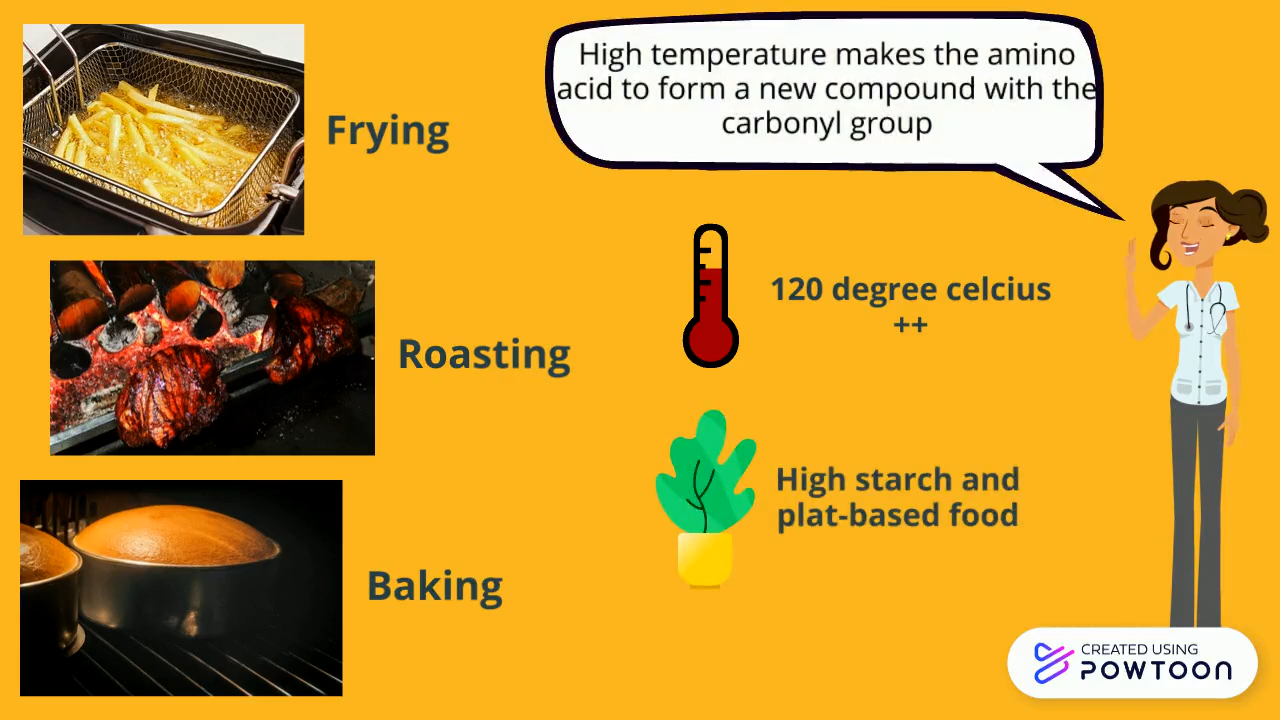 High temperature makes the amino
acid to form a new compound with the
carbonyl group
Frying
120 degree celcius
++
Roasting
High starch and
plat-based food
Baking
CREATED USING
POWTOON